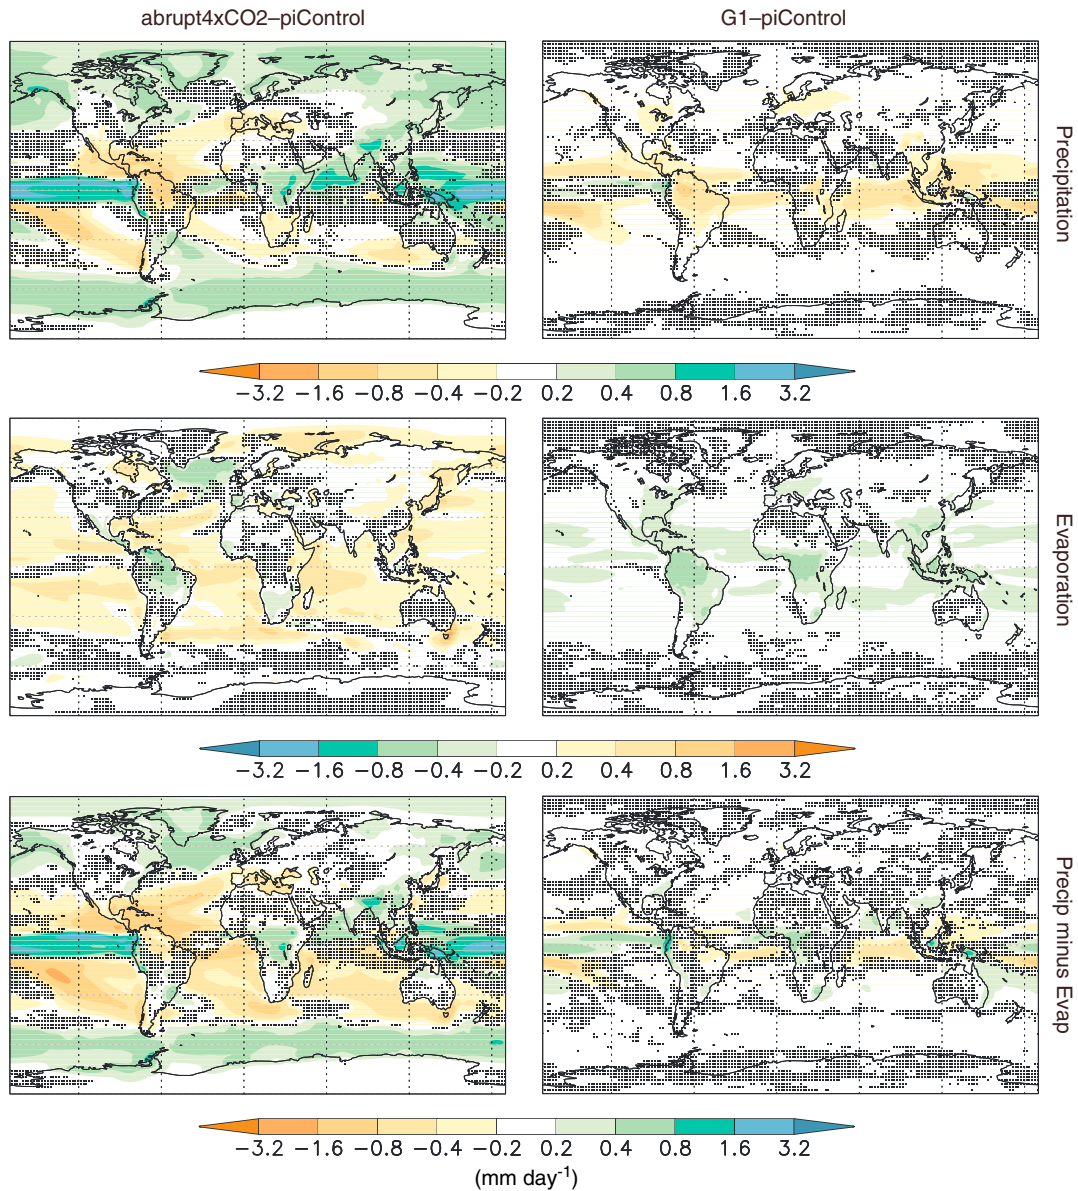 abrupt4xCO2–piControl
G1–piControl
Precipitation
−3.2 −1.6 −0.8 −0.4 −0.2 0.2 0.4 0.8 1.6 3.2
Evaporation
−3.2 −1.6 −0.8 −0.4 −0.2 0.2 0.4 0.8 1.6 3.2
Precip minus Evap
−3.2 −1.6 −0.8 −0.4 −0.2 0.2 0.4 0.8 1.6 3.2
(mm day⁻¹)